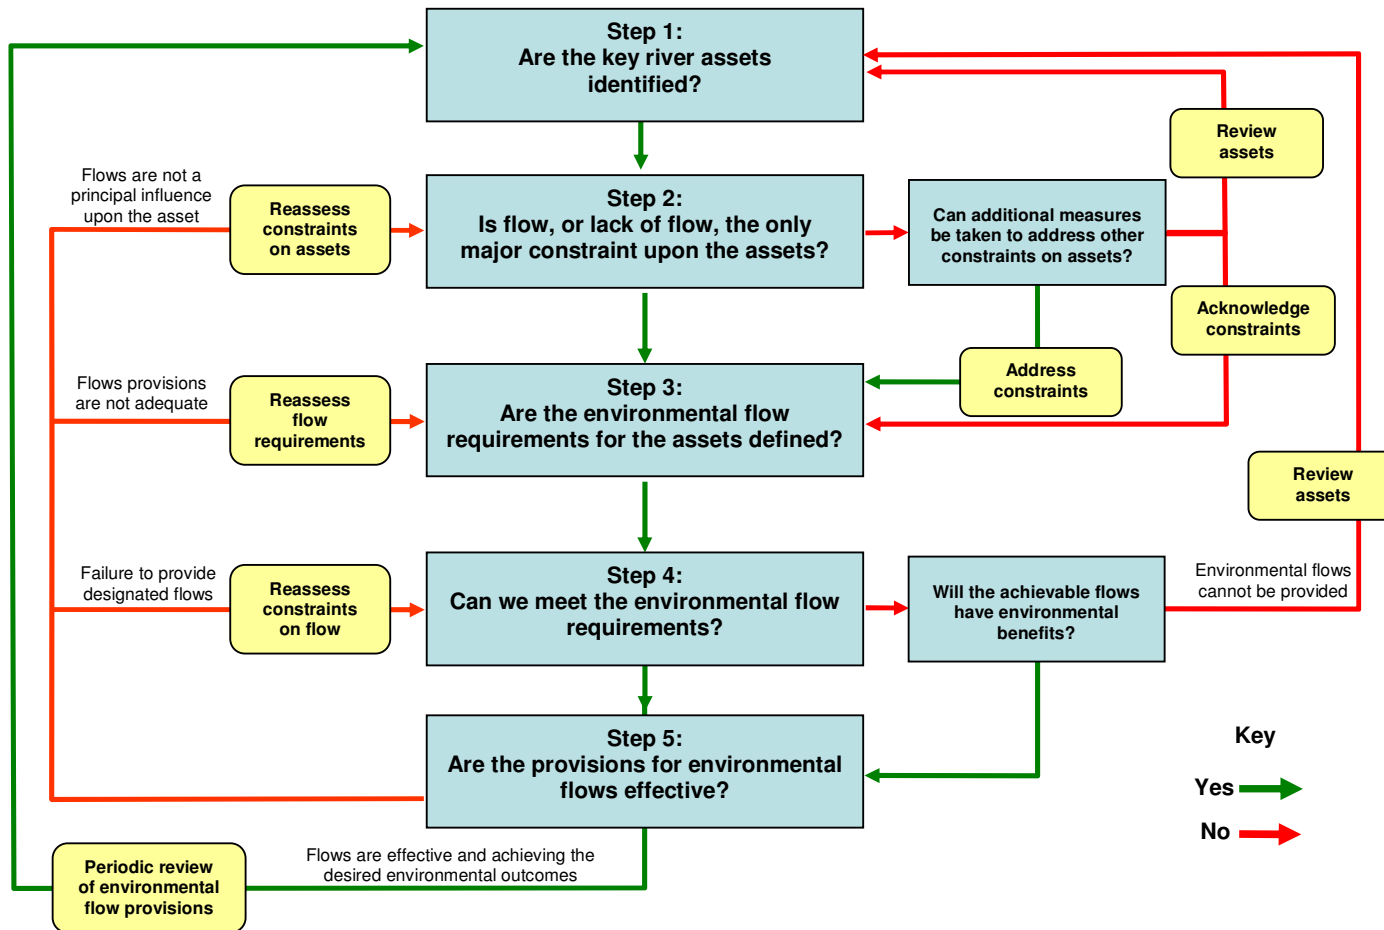 Step 1:
Are the key river assets
identified?
Review
assets
Flows are not a
principal influence
upon the asset
Reassess
constraints
on assets
Step 2:
Is flow, or lack of flow, the only
major constraint upon the assets?
Can additional measures
be taken to address other
constraints on assets?
Acknowledge
constraints
Address
constraints
Flows provisions
are not adequate
Reassess
flow
requirements
Step 3:
Are the environmental flow
requirements for the assets defined?
Review
assets
Failure to provide
designated flows
Reassess
constraints
on flow
Step 4:
Can we meet the environmental flow
requirements?
Will the achievable flows
have environmental
benefits?
Environmental flows
cannot be provided
Step 5:
Are the provisions for environmental
flows effective?
Key
Yes
No
Periodic review
of environmental
flow provisions
Flows are effective and achieving the
desired environmental outcomes